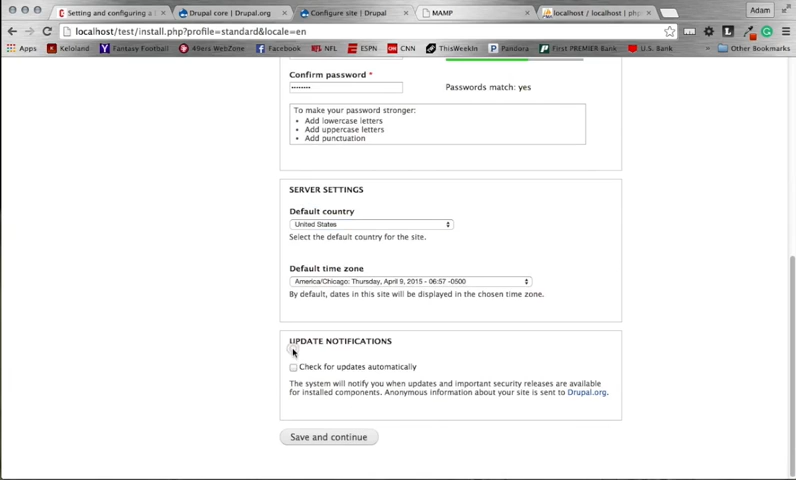 Setting and configuring a
Drupal core | Drupal.org
Configure site | Drupal
MAMP
localhost / localhost | php
Adam
localhost/test/install.php?profile=standard&locale=en
Apps
Keloland
Fantasy Football
49ers WebZone
Facebook
NFL
ESPN
CNN
ThisWeekIn
Pandora
First PREMIER Bank
U.S. Bank
Other Bookmarks
Confirm password *
••••••••
Passwords match: yes
To make your password stronger:
• Add lowercase letters
• Add uppercase letters
• Add punctuation
SERVER SETTINGS
Default country
United States
Select the default country for the site.
Default time zone
America/Chicago: Thursday, April 9, 2015 - 06:57 -0500
By default, dates in this site will be displayed in the chosen time zone.
UPDATE NOTIFICATIONS
Check for updates automatically
The system will notify you when updates and important security releases are available
for installed components. Anonymous information about your site is sent to Drupal.org.
Save and continue